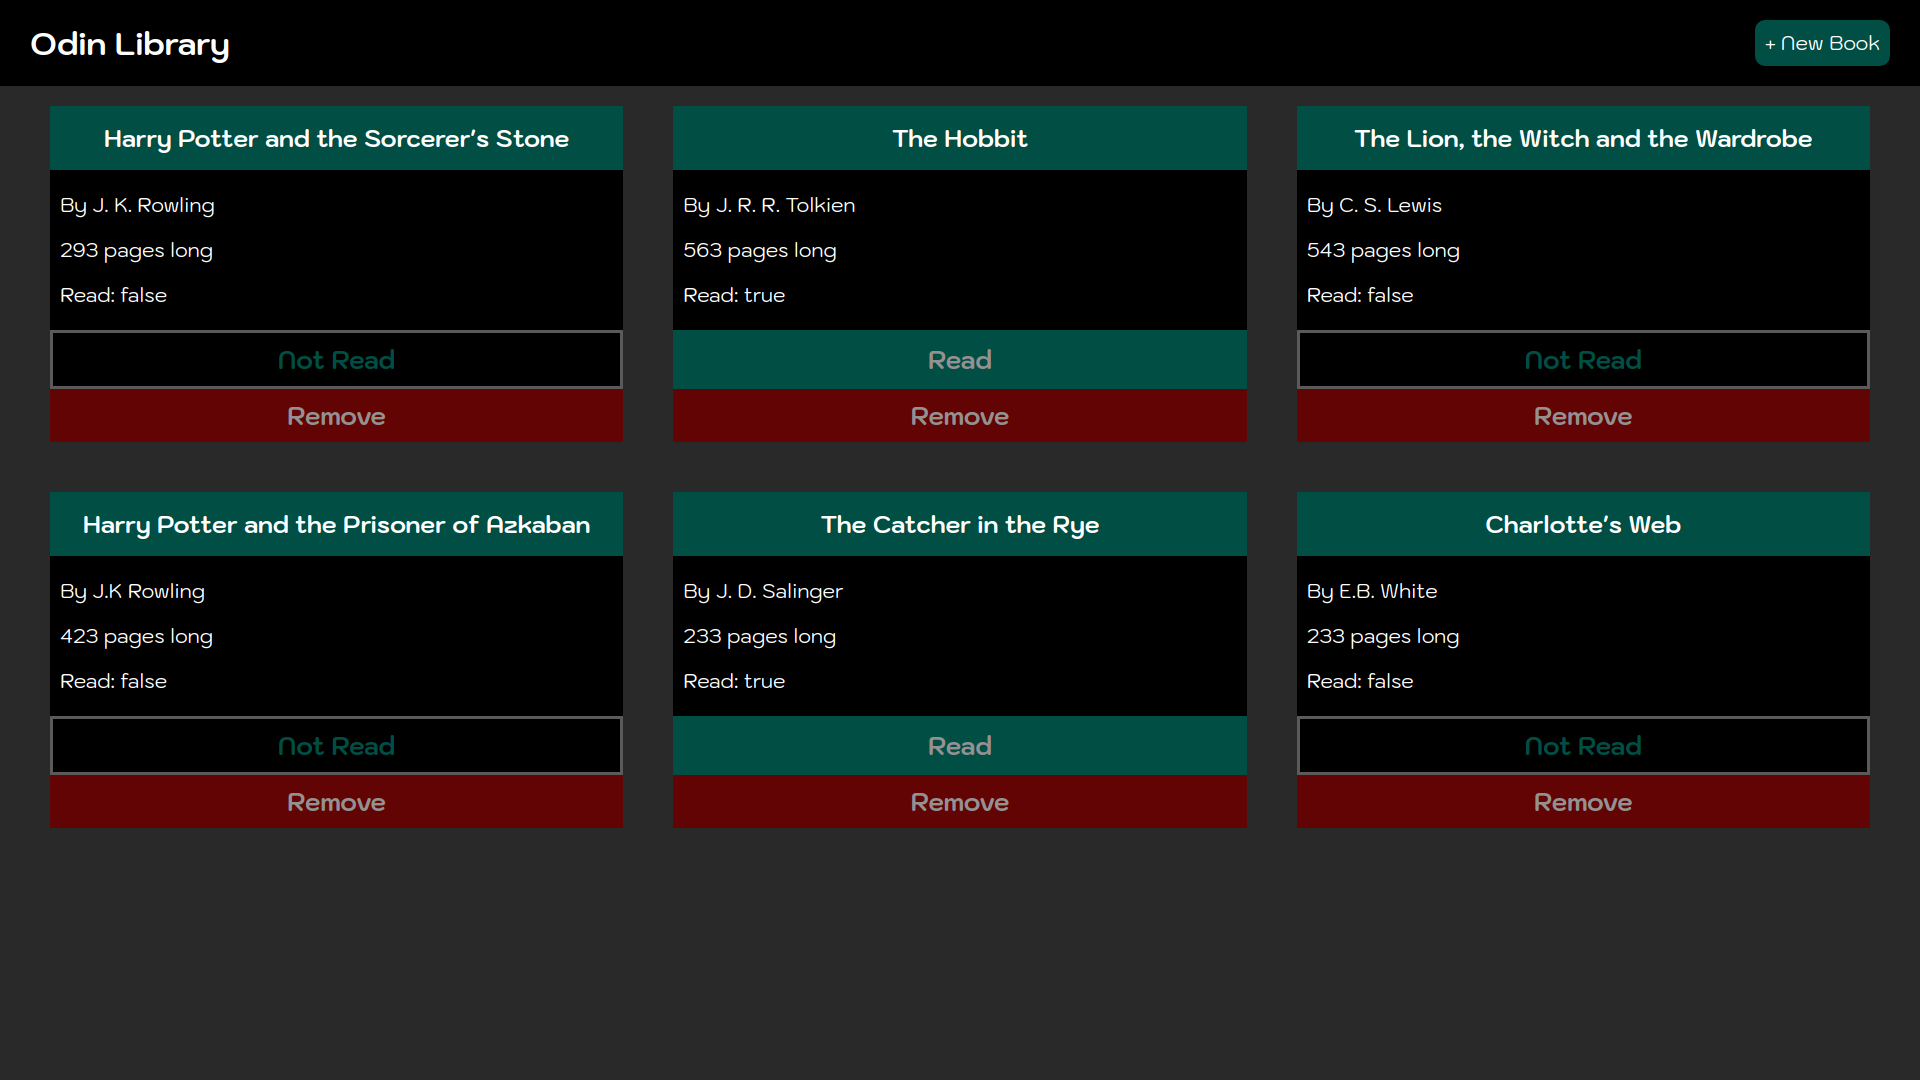 Odin Library
+ New Book
Harry Potter and the Sorcerer's Stone
By J. K. Rowling
293 pages long
Read: false
Not Read
Remove
The Hobbit
By J. R. R. Tolkien
563 pages long
Read: true
Read
Remove
The Lion, the Witch and the Wardrobe
By C. S. Lewis
543 pages long
Read: false
Not Read
Remove
Harry Potter and the Prisoner of Azkaban
By J.K Rowling
423 pages long
Read: false
Not Read
Remove
The Catcher in the Rye
By J. D. Salinger
233 pages long
Read: true
Read
Remove
Charlotte's Web
By E.B. White
233 pages long
Read: false
Not Read
Remove